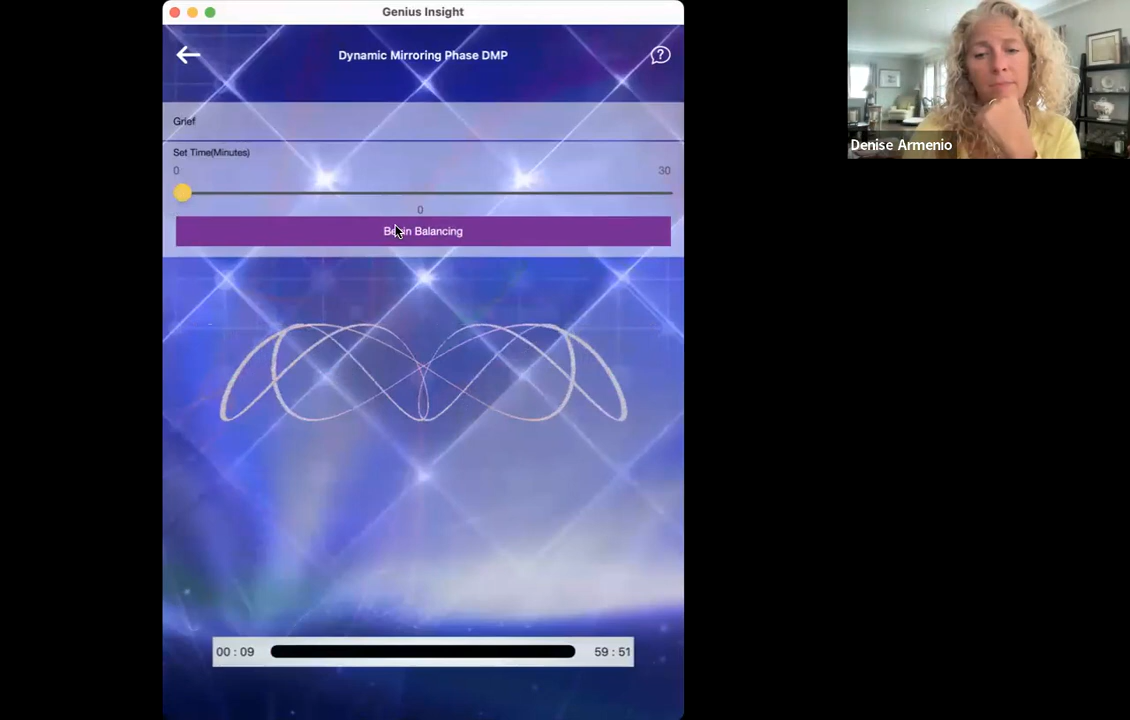 Genius Insight
Dynamic Mirroring Phase DMP
Grief
Set Time(Minutes)
0 30
0
Begin Balancing
00 : 09 59 : 51
Denise Armenio